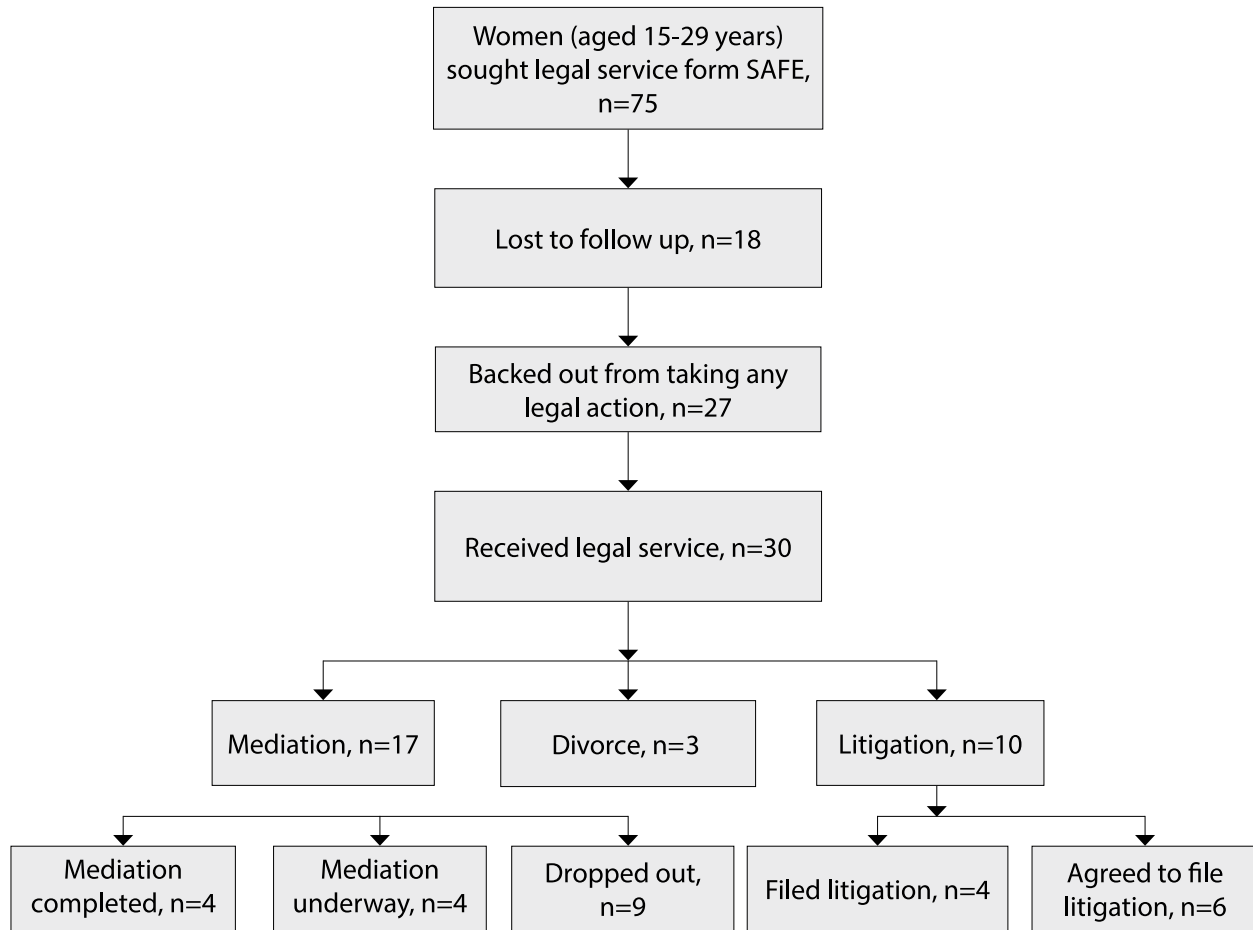 Women (aged 15-29 years)
sought legal service form SAFE,
n=75
Lost to follow up, n=18
Backed out from taking any
legal action, n=27
Received legal service, n=30
Mediation, n=17
Divorce, n=3
Litigation, n=10
Mediation
completed, n=4
Mediation
underway, n=4
Dropped out,
n=9
Filed litigation, n=4
Agreed to file
litigation, n=6